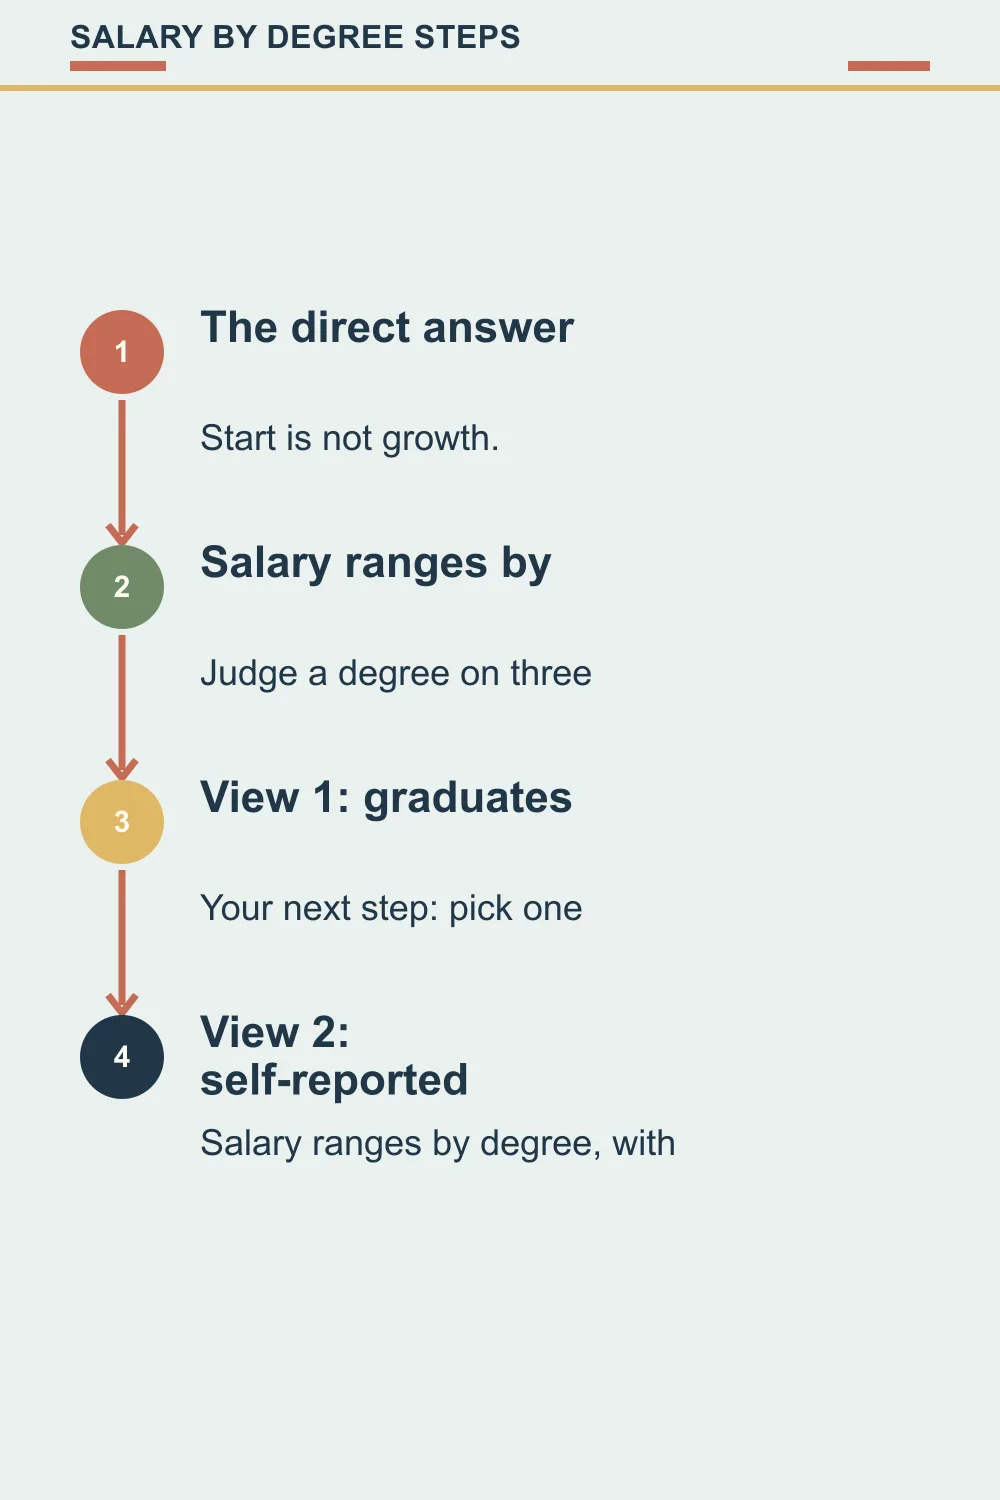 SALARY BY DEGREE STEPS
1
The direct answer
Start is not growth.
2
Salary ranges by
Judge a degree on three
3
View 1: graduates
Your next step: pick one
4
View 2:
self-reported
Salary ranges by degree, with